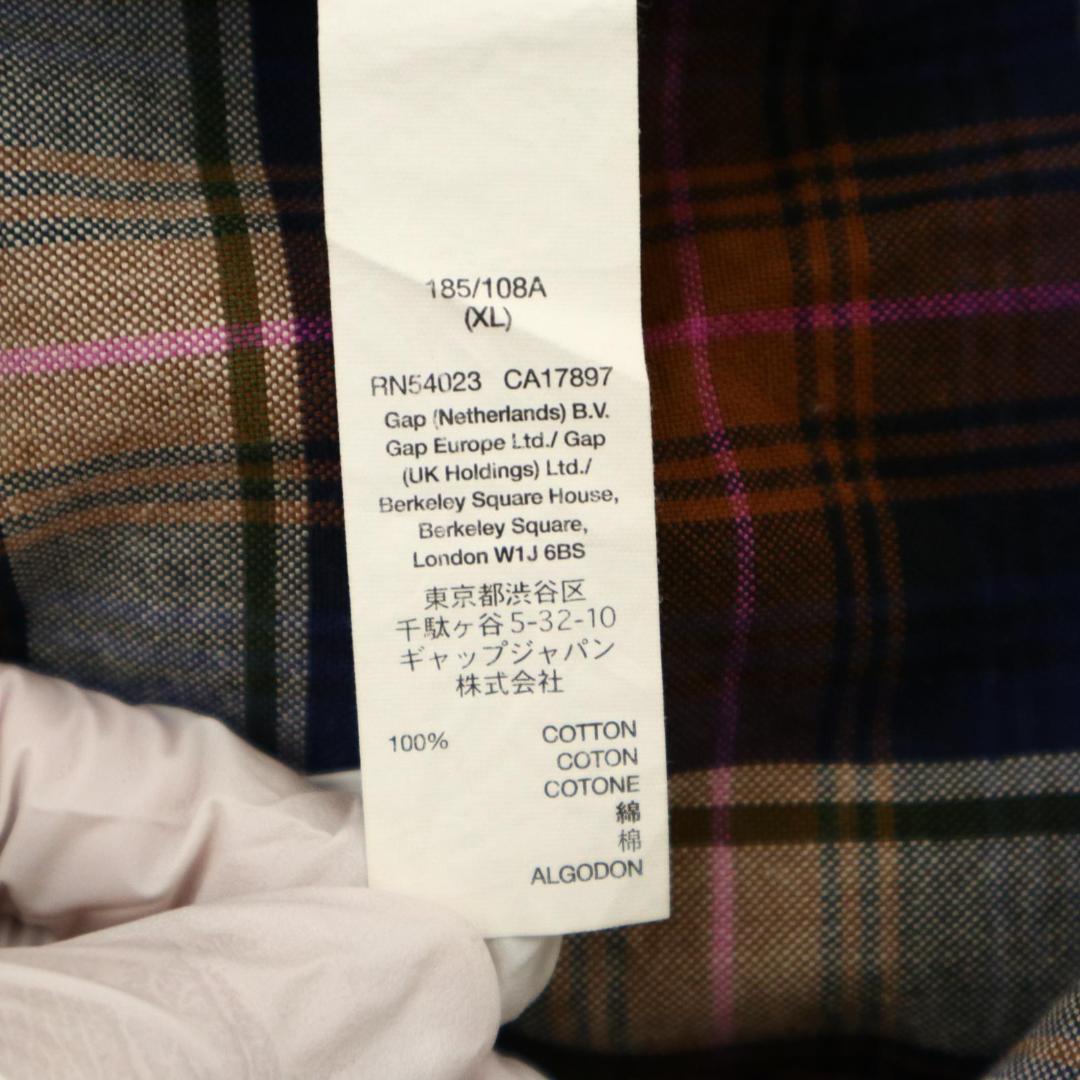 185/108A
(XL)
RN54023 CA17897
Gap (Netherlands) B.V.
Gap Europe Ltd./ Gap
(UK Holdings) Ltd./
Berkeley Square House,
Berkeley Square,
London W1J 6BS
東京都渋谷区
千駄ヶ谷5-32-10
ギャップジャパン
株式会社
100% COTTON
COTON
COTONE
綿
棉
ALGODON